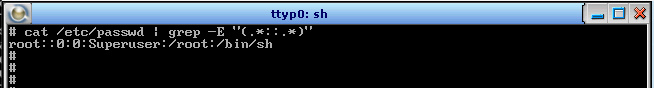 ttyp0: sh
# cat /etc/passwd | grep -E "(.*::.*)"
root::0:0:Superuser:/root:/bin/sh
#
#
#